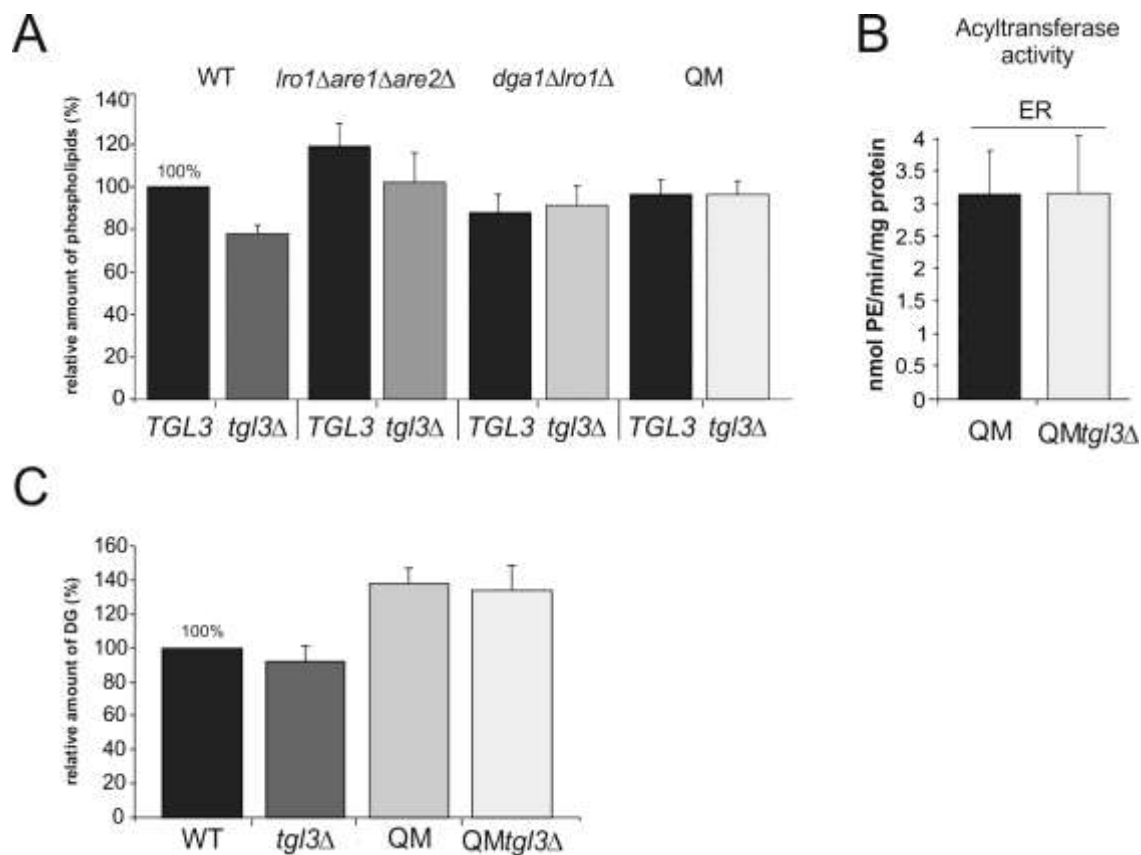 A
WT lro1Δare1Δare2Δ dga1Δlro1Δ QM
relative amount of phospholipids (%)
140
120
100
80
60
40
20
0
100%
TGL3 tgl3Δ TGL3 tgl3Δ TGL3 tgl3Δ TGL3 tgl3Δ
B
Acyltransferase
activity
ER
nmol PE/min/mg protein
4
3.5
3
2.5
2
1.5
1
0.5
0
QM QMtgl3Δ
C
relative amount of DG (%)
160
140
120
100
80
60
40
20
0
100%
WT tgl3Δ QM QMtgl3Δ